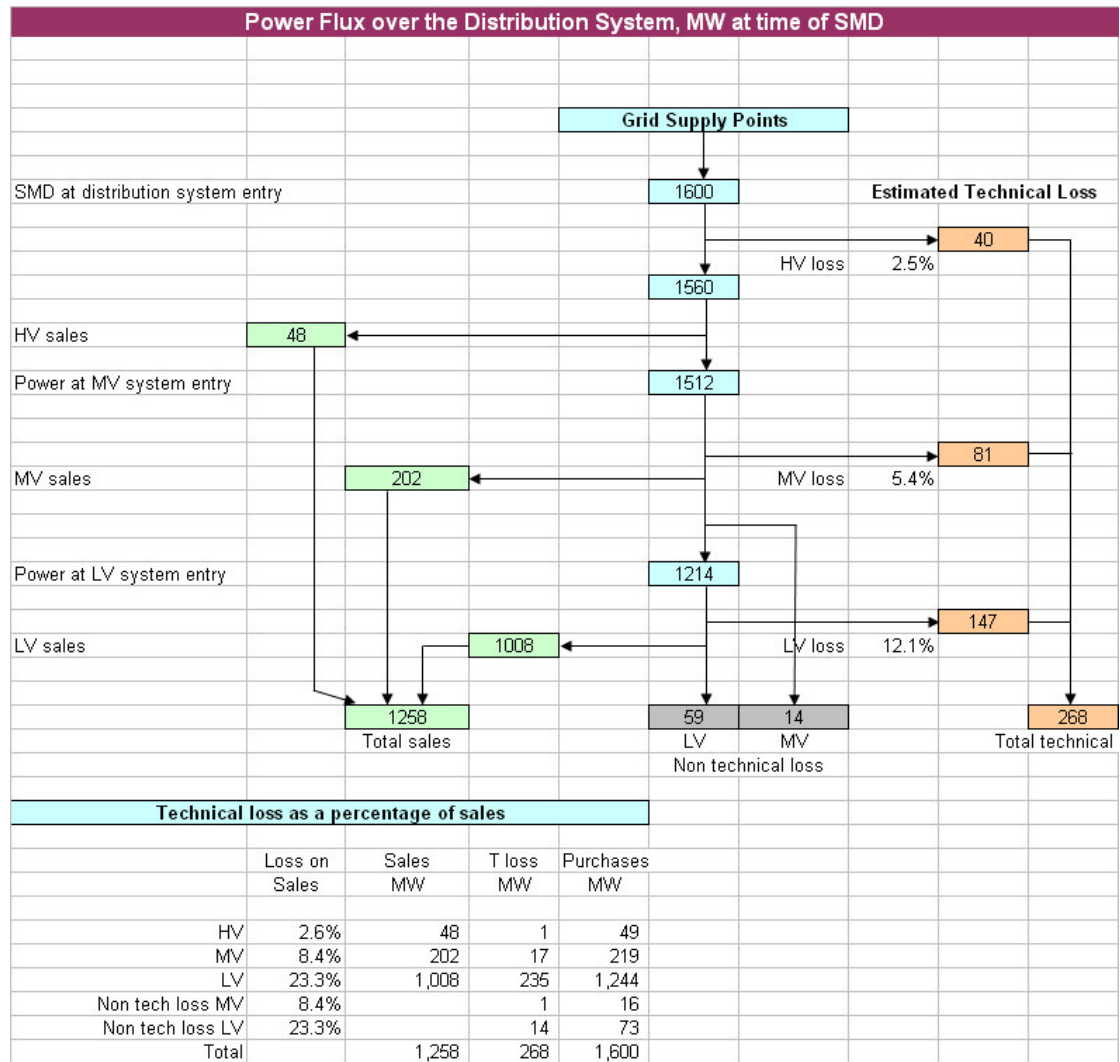 Power Flux over the Distribution System, MW at time of SMD
Grid Supply Points
SMD at distribution system entry 1600 Estimated Technical Loss
40
HV loss 2.5%
1560
HV sales 48
Power at MV system entry 1512
81
MV sales 202 MV loss 5.4%
Power at LV system entry 1214
147
LV sales 1008 LV loss 12.1%
1258 59 14 268
Total sales LV MV Total technical
Non technical loss
Technical loss as a percentage of sales
Loss on Sales T loss Purchases
Sales MW MW MW
HV 2.6% 48 1 49
MV 8.4% 202 17 219
LV 23.3% 1,008 235 1,244
Non tech loss MV 8.4% 1 16
Non tech loss LV 23.3% 14 73
Total 1,258 268 1,600